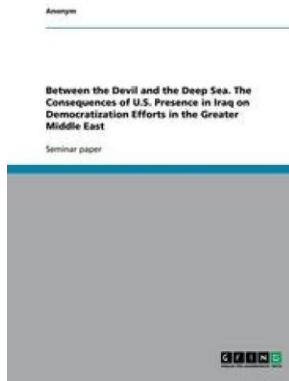 Anonym
Between the Devil and the Deep Sea. The
Consequences of U.S. Presence in Iraq on
Democratization Efforts in the Greater
Middle East
Seminar paper
GRIN